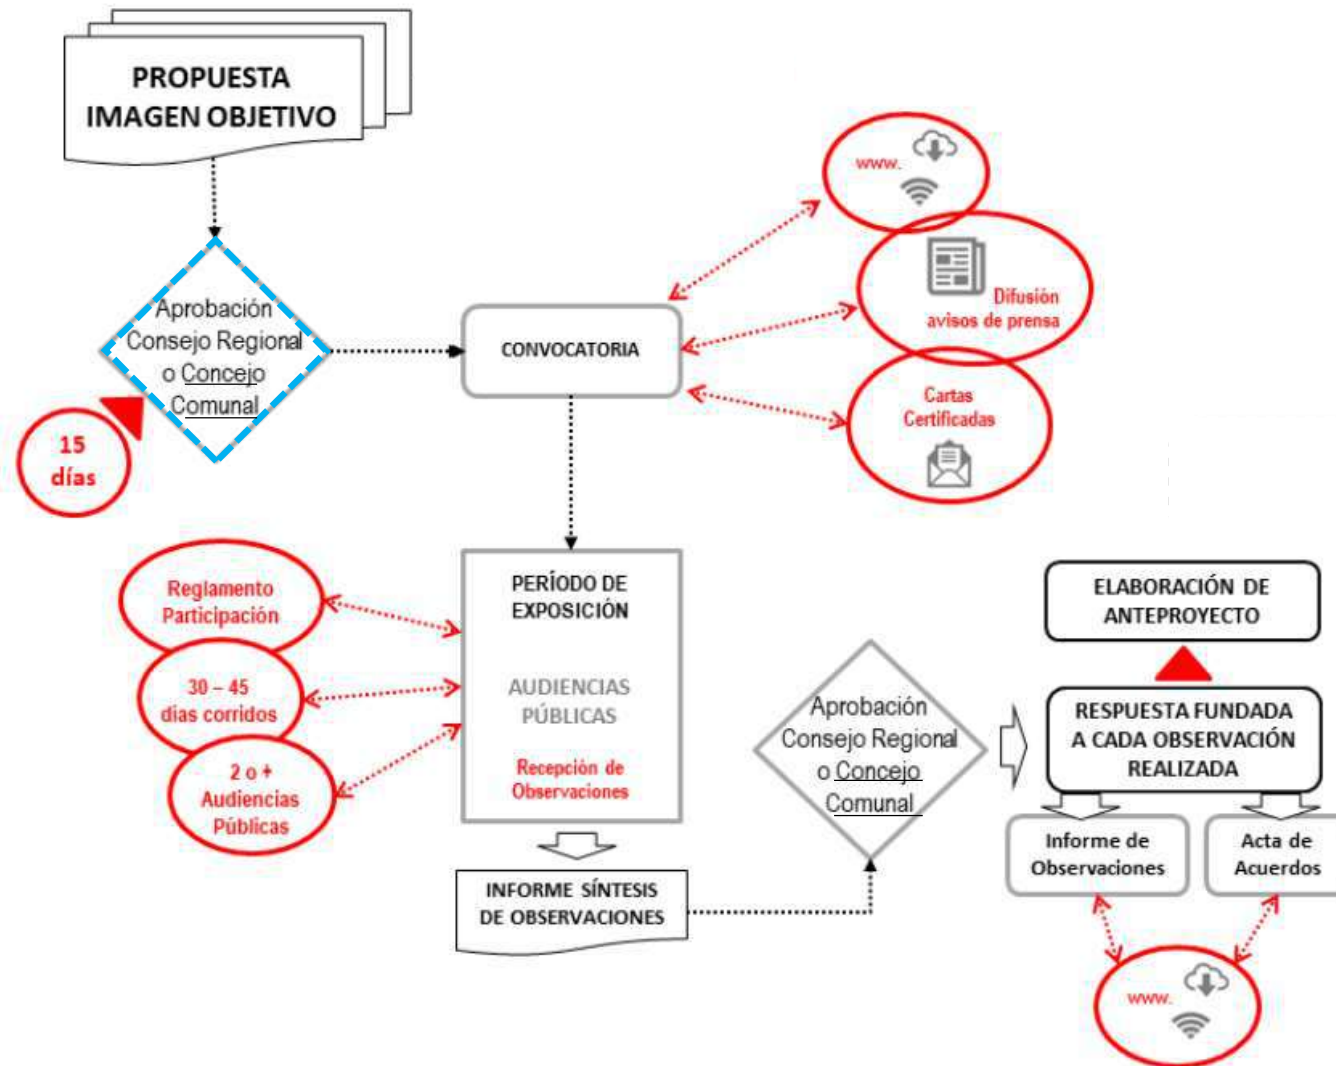 PROPUESTA
IMAGEN OBJETIVO
Aprobación
Consejo Regional
o Concejo
Comunal
15
días
CONVOCATORIA
www.
Difusión
avisos de prensa
Cartas
Certificadas
Reglamento
Participación
30 – 45
días corridos
2 o +
Audiencias
Públicas
PERÍODO DE
EXPOSICIÓN
AUDIENCIAS
PÚBLICAS
Recepción de
Observaciones
INFORME SÍNTESIS
DE OBSERVACIONES
Aprobación
Consejo Regional
o Concejo
Comunal
ELABORACIÓN DE
ANTEPROYECTO
RESPUESTA FUNDADA
A CADA OBSERVACIÓN
REALIZADA
Informe de
Observaciones
Acta de
Acuerdos
www.